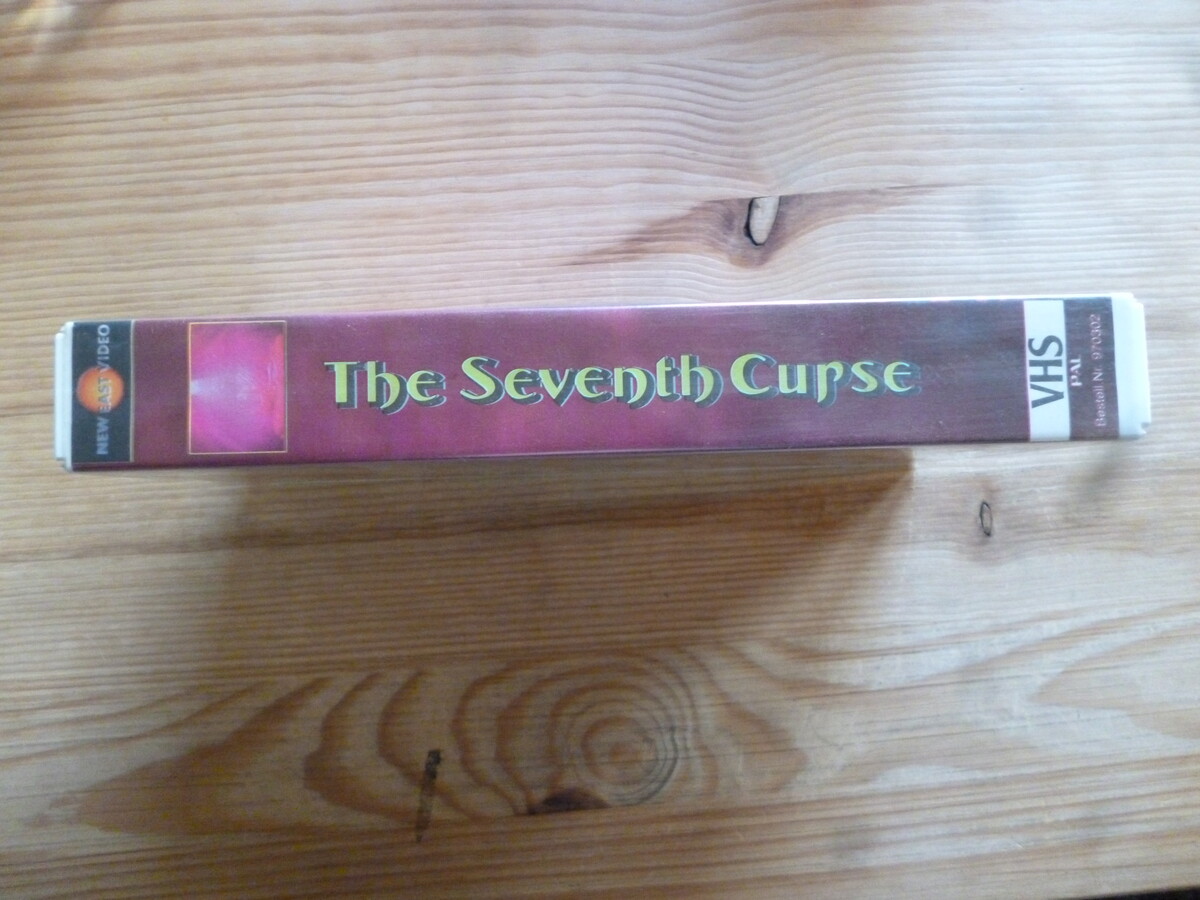 NEW EAST VIDEO
The Seventh Curse
VHS
PAL
Bestell Nr. 970302